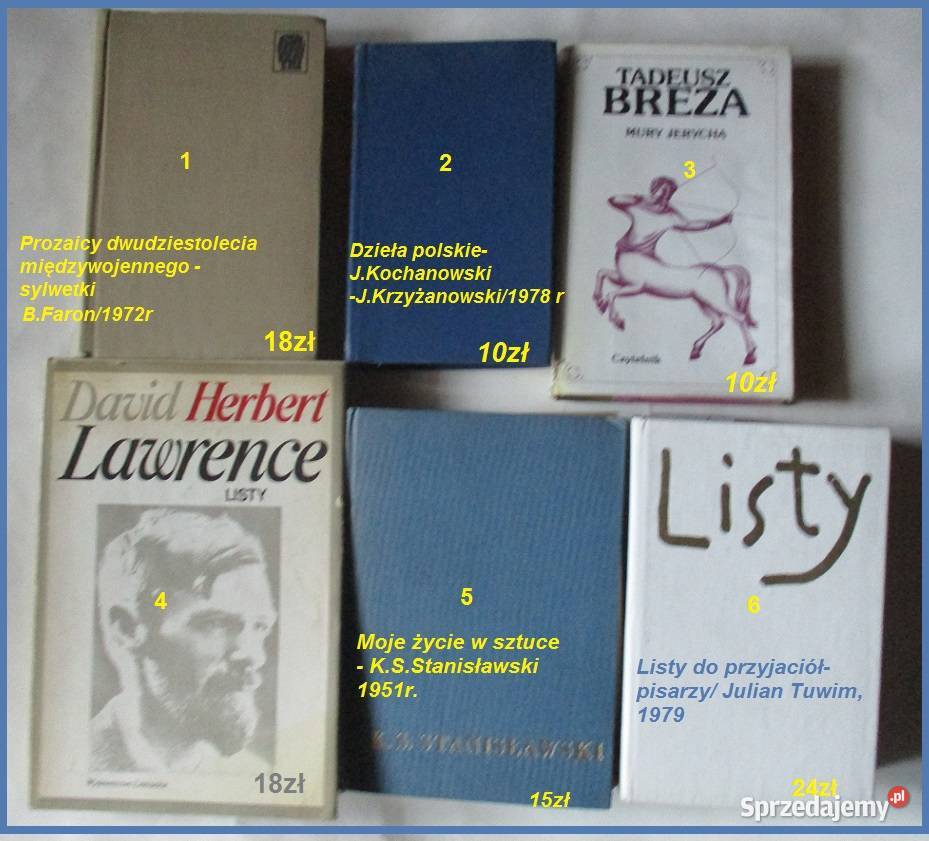 1
Prozaicy dwudziestolecia
międzywojennego -
sylwetki
B.Faron/1972r
18zł
2
Dzieła polskie-
J.Kochanowski
-J.Krzyżanowski/1978 r
10zł
TADEUSZ
BREZA
MURY JERYCHA
3
Czytelnik
10zł
David Herbert
Lawrence
LISTY
4
18zł
5
Moje życie w sztuce
- K.S.Stanisławski
1951r.
K.S. STANISŁAWSKI
15zł
Listy
6
Listy do przyjaciół-
pisarzy/ Julian Tuwim,
1979
24zł
Sprzedajemy.pl